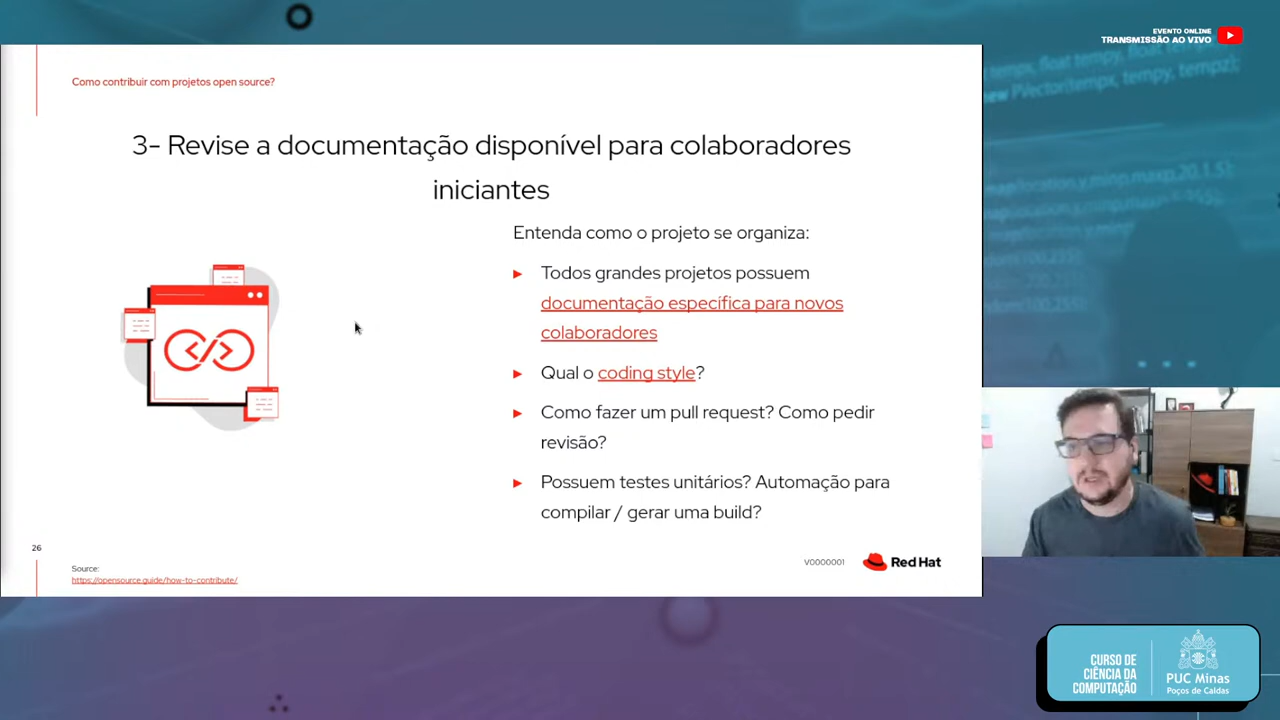 EVENTO ONLINE
TRANSMISSÃO AO VIVO
Como contribuir com projetos open source?
3- Revise a documentação disponível para colaboradores
iniciantes
Entenda como o projeto se organiza:
► Todos grandes projetos possuem
documentação específica para novos
colaboradores
► Qual o coding style?
► Como fazer um pull request? Como pedir
revisão?
► Possuem testes unitários? Automação para
compilar / gerar uma build?
26
Source:
https://opensource.guide/how-to-contribute/
V0000001
Red Hat
CURSO DE
CIÊNCIA DA
COMPUTAÇÃO
PUC Minas
Poços de Caldas